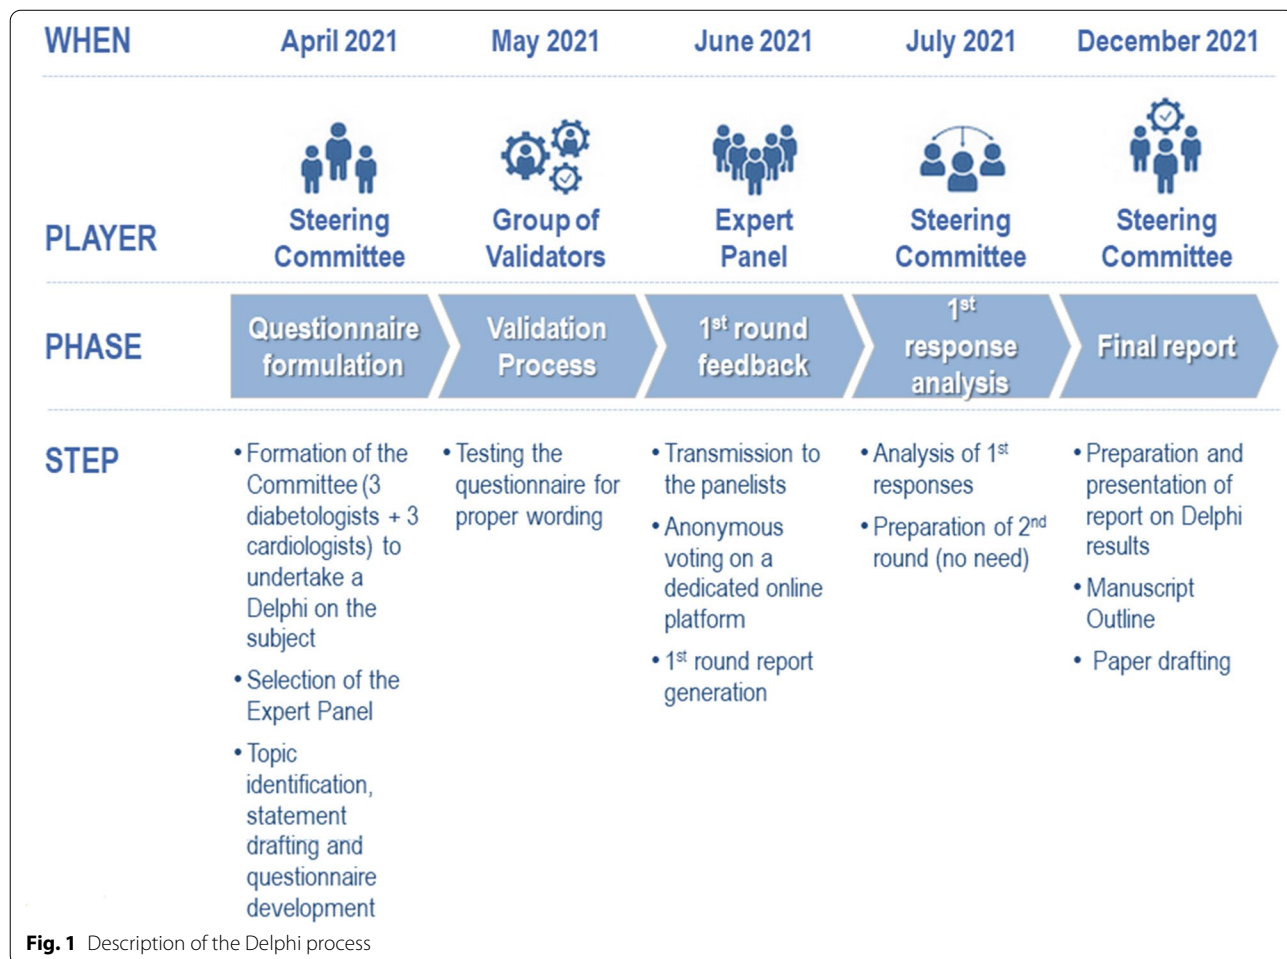 WHEN
April 2021
May 2021
June 2021
July 2021
December 2021
PLAYER
Steering
Committee
Group of
Validators
Expert
Panel
Steering
Committee
Steering
Committee
PHASE
Questionnaire
formulation
Validation
Process
1st round
feedback
1st
response
analysis
Final report
STEP
• Formation of the
Committee (3
diabetologists + 3
cardiologists) to
undertake a
Delphi on the
subject
• Selection of the
Expert Panel
• Topic
identification,
statement
drafting and
questionnaire
development
• Testing the
questionnaire for
proper wording
• Transmission to
the panelists
• Anonymous
voting on a
dedicated online
platform
• 1st round report
generation
• Analysis of 1st
responses
• Preparation of 2nd
round (no need)
• Preparation and
presentation of
report on Delphi
results
• Manuscript
Outline
• Paper drafting
Fig. 1 Description of the Delphi process